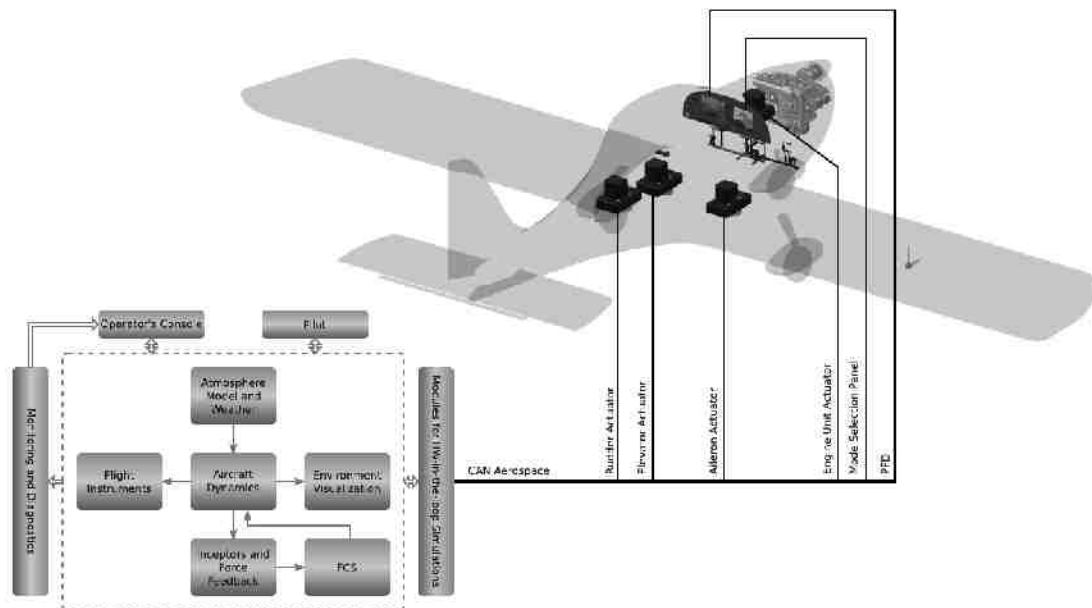 Operator's Console
Pilot
Atmosphere
Model and
Weather
Flight
Instruments
Aircraft
Dynamics
Environment
Visualization
Inceptors and
Force
Feedback
FCS
Monitoring and Diagnostics
Modules for HW-in-the-loop Simulations
CAN Aerospace
Rudder Actuator
Elevator Actuator
Aileron Actuator
Engine Unit Actuator
Mode Selection Panel
PFD